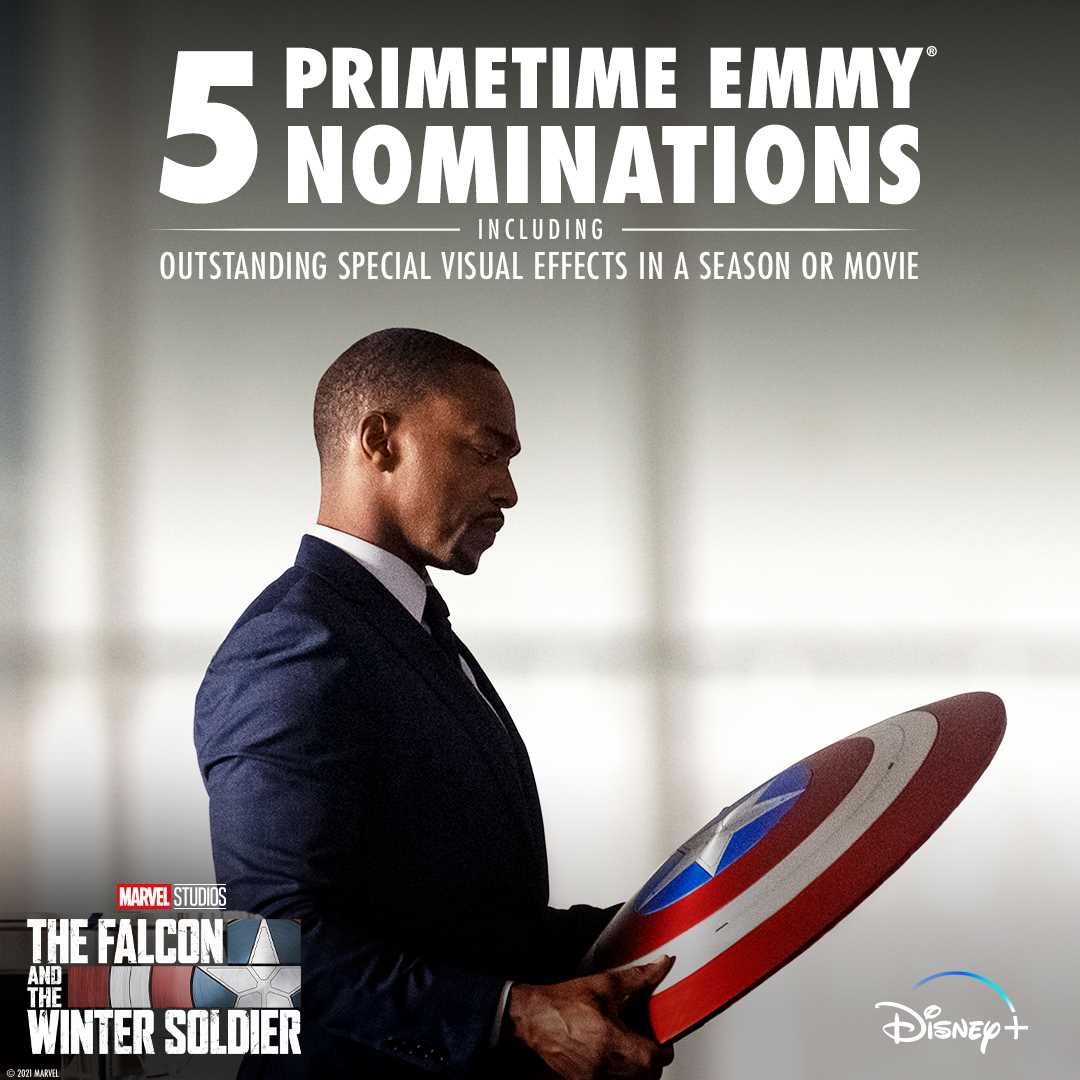 5 PRIMETIME EMMY®
NOMINATIONS
INCLUDING
OUTSTANDING SPECIAL VISUAL EFFECTS IN A SEASON OR MOVIE
MARVEL STUDIOS
THE FALCON
AND
THE
WINTER SOLDIER
© 2021 MARVEL
Disney+